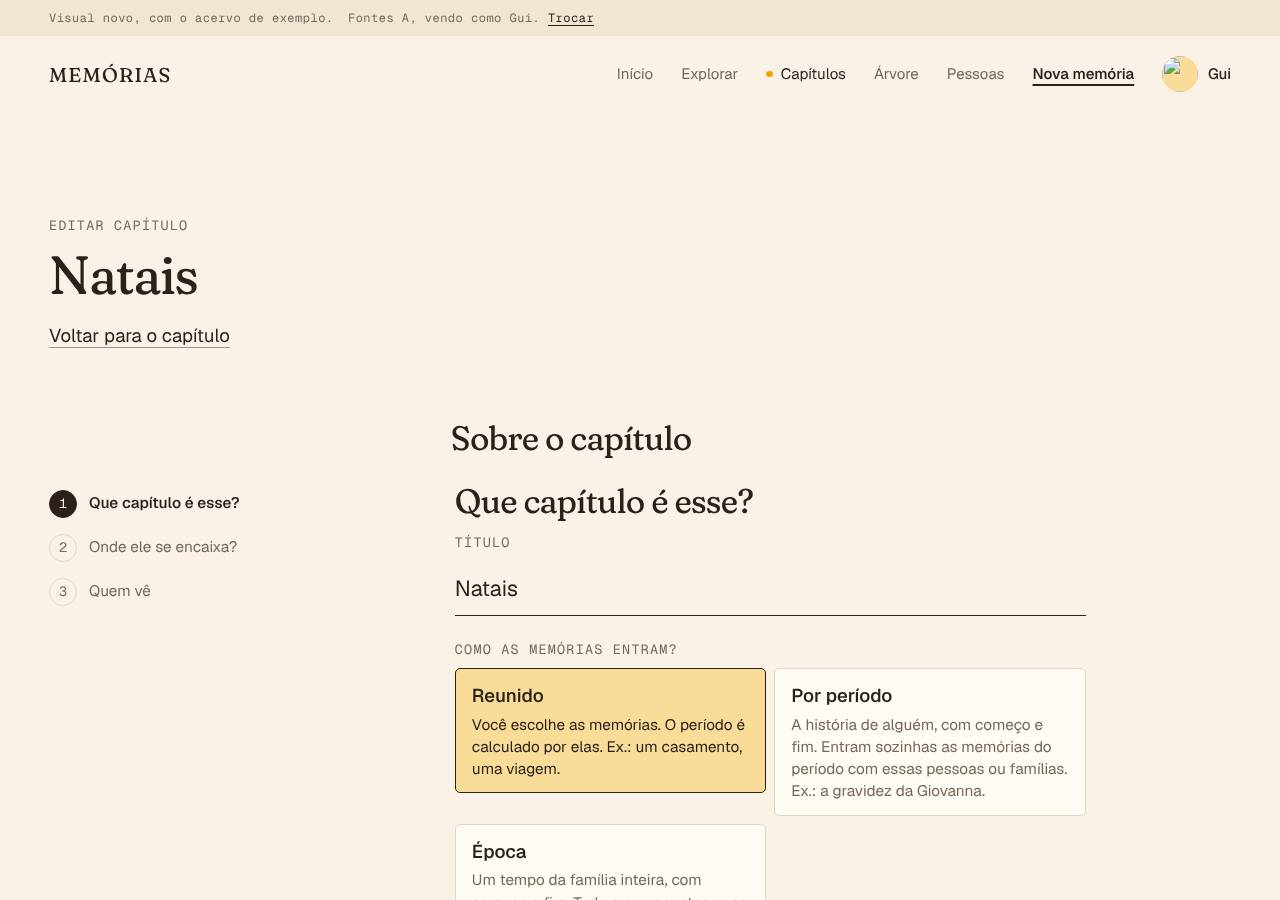 Visual novo, com o acervo de exemplo. Fontes A, vendo como Gui. Trocar
MEMÓRIAS
Início
Explorar
Capítulos
Árvore
Pessoas
Nova memória
Gui
EDITAR CAPÍTULO
Natais
Voltar para o capítulo
Sobre o capítulo
1 Que capítulo é esse?
2 Onde ele se encaixa?
3 Quem vê
Que capítulo é esse?
TÍTULO
Natais
COMO AS MEMÓRIAS ENTRAM?
Reunido
Você escolhe as memórias. O período é
calculado por elas. Ex.: um casamento,
uma viagem.
Por período
A história de alguém, com começo e
fim. Entram sozinhas as memórias do
período com essas pessoas ou famílias.
Ex.: a gravidez da Giovanna.
Época
Um tempo da família inteira, com